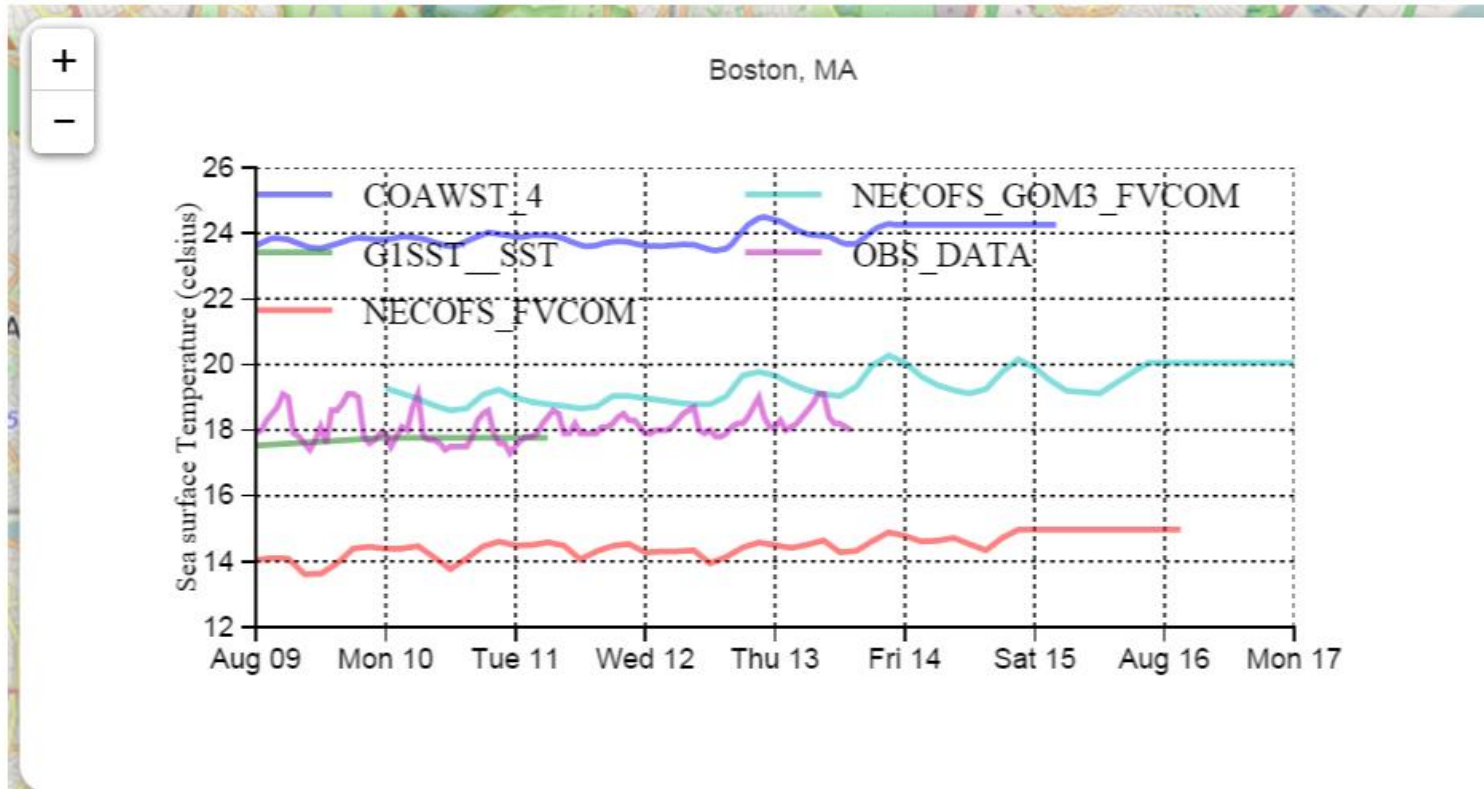 +
−
Boston, MA
Sea surface Temperature (celsius)
26
24
22
20
18
16
14
12
COAWST_4
NECOFS_GOM3_FVCOM
G1SST__SST
OBS_DATA
NECOFS_FVCOM
Aug 09 Mon 10 Tue 11 Wed 12 Thu 13 Fri 14 Sat 15 Aug 16 Mon 17
A
5